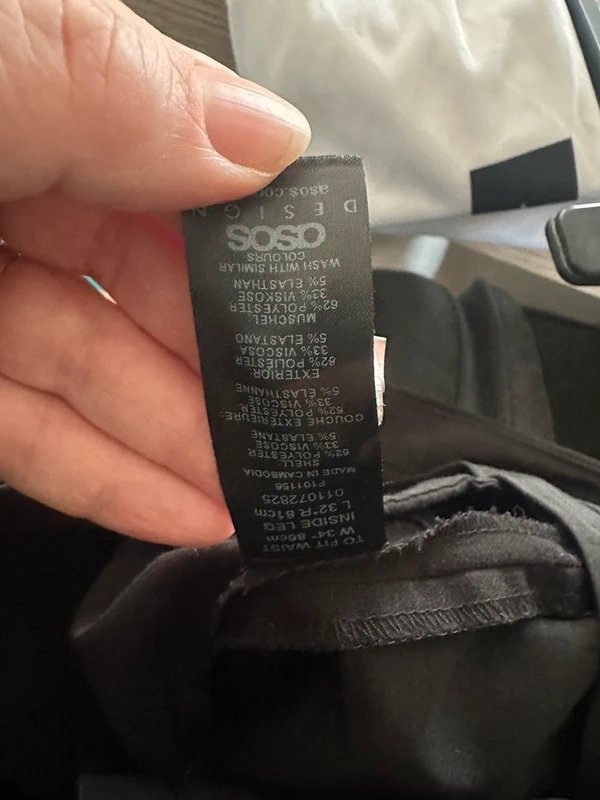 TO FIT WAIST
W 34" 86cm
INSIDE LEG
L 32"R 81cm
011072825
F101156
MADE IN CAMBODIA
SHELL:
62% POLYESTER
33% VISCOSE
5% ELASTANE
COUCHE EXTÉRIEURE:
62% POLYESTER
33% VISCOSE
5% ELASTHANNE
EXTERIOR:
62% POLIESTER
33% VISCOSA
5% ELASTANO
MUSCHEL:
62% POLYESTER
33% VISKOSE
5% ELASTHAN
WASH WITH SIMILAR
COLOURS
asos
DESIGN
asos.com